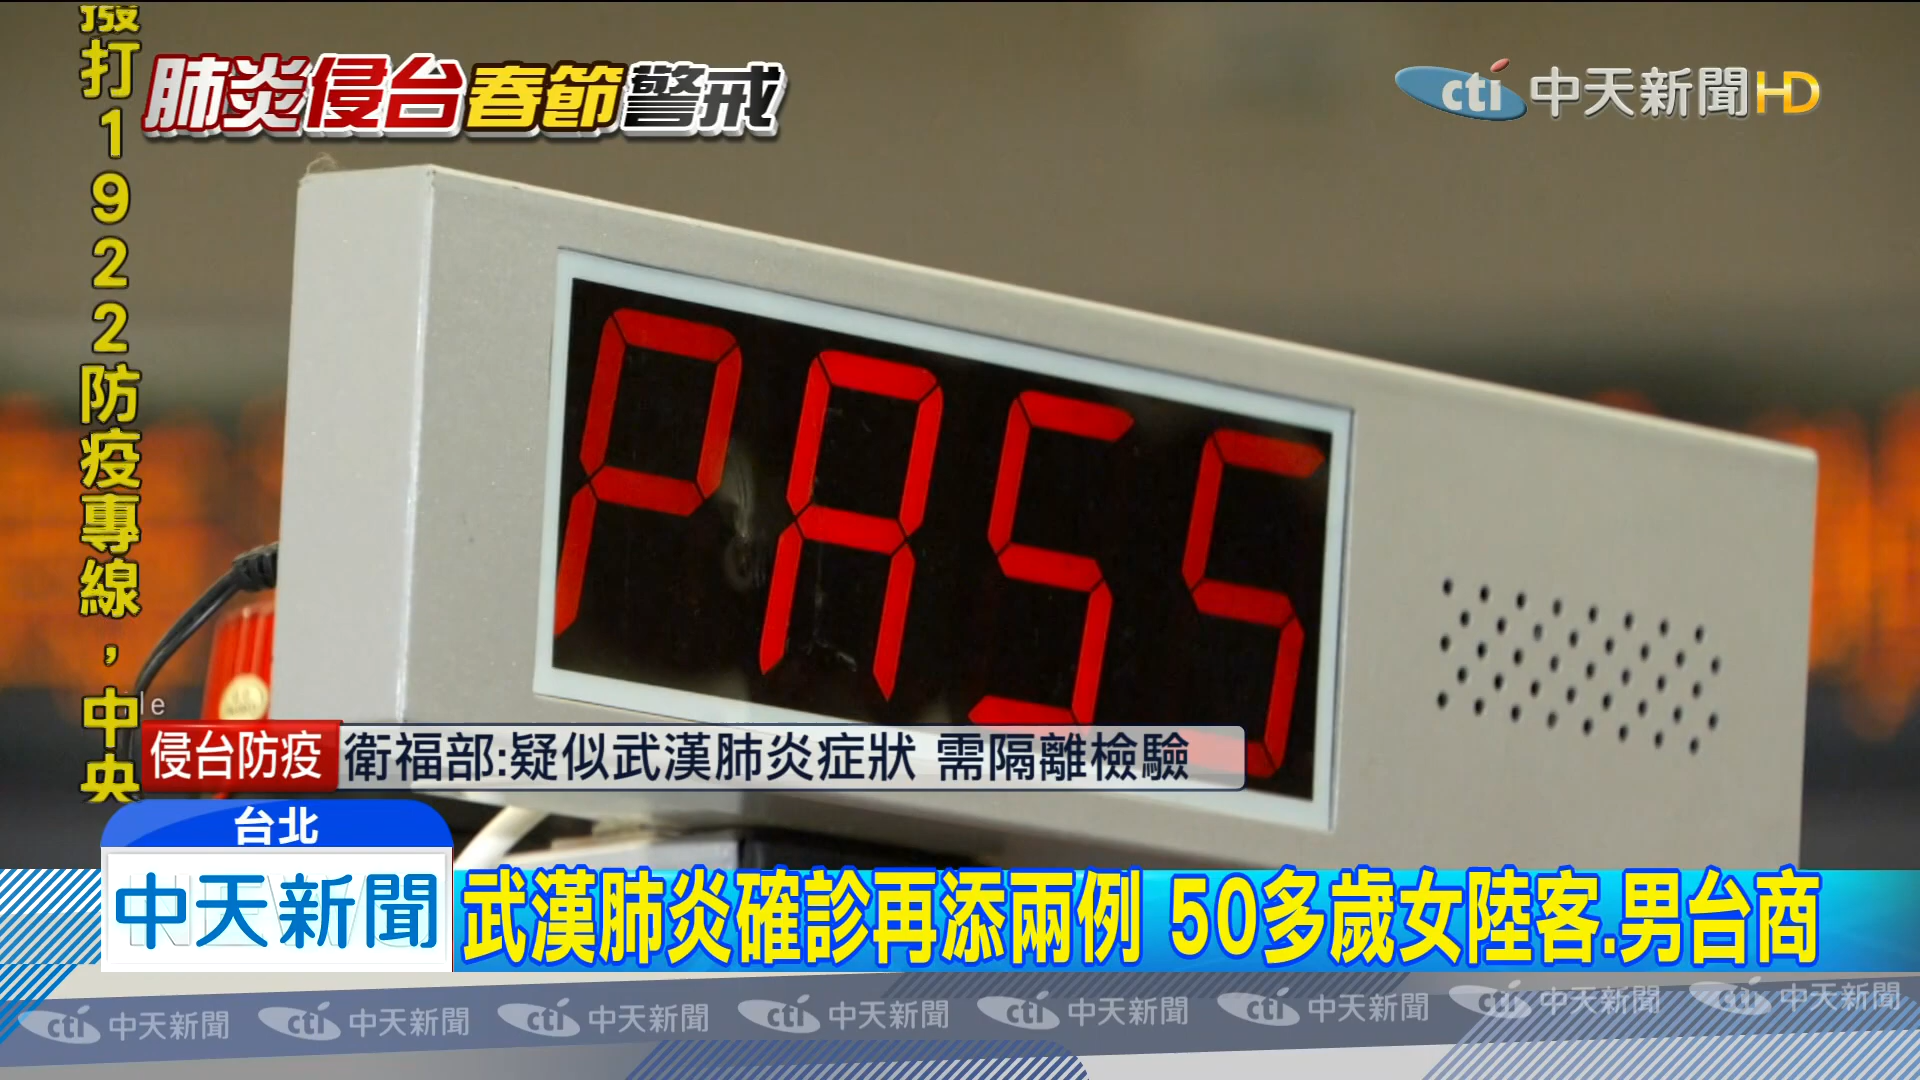 撥打1922防疫專線，中央
肺炎侵台春節警戒
cti 中天新聞HD
PASS
le
侵台防疫 衛福部:疑似武漢肺炎症狀 需隔離檢驗
台北
中天新聞
武漢肺炎確診再添兩例 50多歲女陸客.男台商
cti 中天新聞 cti 中天新聞 cti 中天新聞 cti 中天新聞 cti 中天新聞 cti 中天新聞 cti 中天新聞 cti 中天新聞